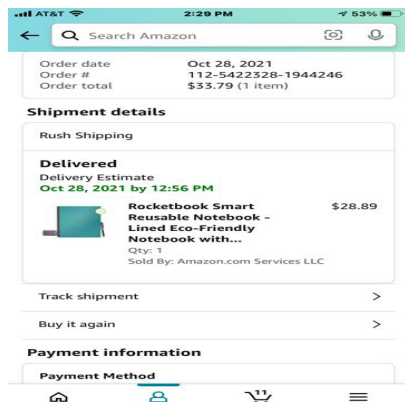 AT&T 2:29 PM 53%
Search Amazon
Order date Oct 28, 2021
Order # 112-5422328-1944246
Order total $33.79 (1 item)
Shipment details
Rush Shipping
Delivered
Delivery Estimate
Oct 28, 2021 by 12:56 PM
Rocketbook Smart $28.89
Reusable Notebook -
Lined Eco-Friendly
Notebook with...
Qty: 1
Sold By: Amazon.com Services LLC
Track shipment
Buy it again
Payment information
Payment Method
11